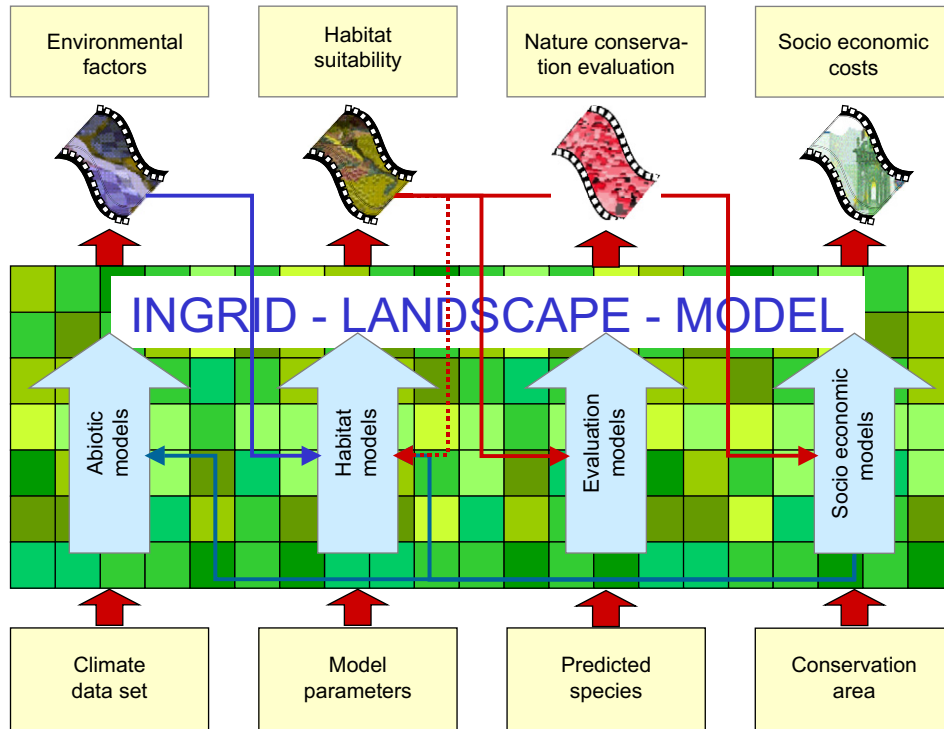 Environmental
factors
Habitat
suitability
Nature conserva-
tion evaluation
Socio economic
costs
INGRID - LANDSCAPE - MODEL
Abiotic
models
Habitat
models
Evaluation
models
Socio economic
models
Climate
data set
Model
parameters
Predicted
species
Conservation
area